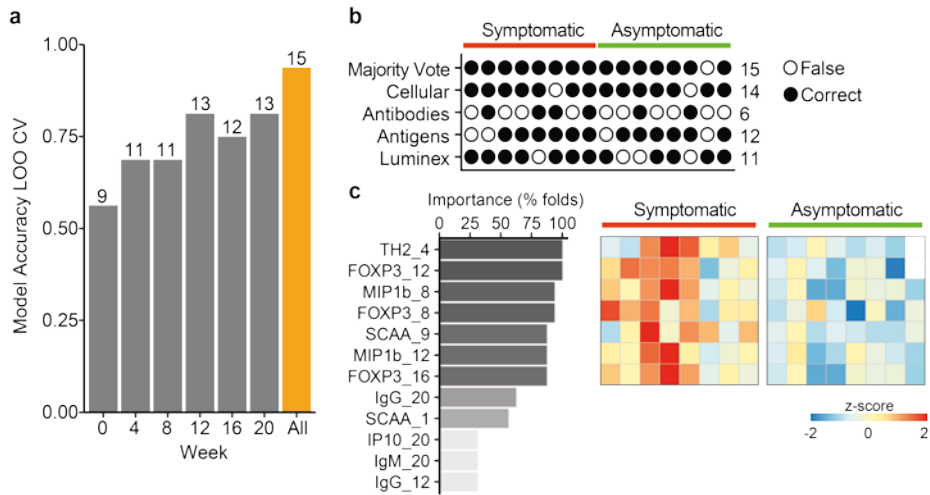 a
1.00
0.75
0.50
0.25
0.00
Model Accuracy LOO CV
9
11
11
13
12
13
15
0 4 8 12 16 20 All
Week
b
Symptomatic Asymptomatic
Majority Vote 15
Cellular 14
Antibodies 6
Antigens 12
Luminex 11
False
Correct
c
Importance (% folds)
0 25 50 75 100
TH2_4
FOXP3_12
MIP1b_8
FOXP3_8
SCAA_9
MIP1b_12
FOXP3_16
IgG_20
SCAA_1
IP10_20
IgM_20
IgG_12
Symptomatic Asymptomatic
z-score
-2 0 2